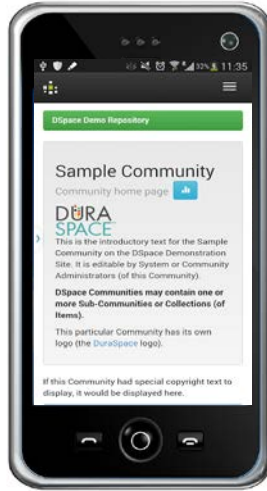 33% 11:35
DSpace Demo Repository
Sample Community
Community home page
DURA
SPACE
This is the introductory text for the Sample
Community on the DSpace Demonstration
Site. It is editable by System or Community
Administrators (of this Community).
DSpace Communities may contain one or
more Sub-Communities or Collections (of
Items).
This particular Community has its own
logo (the DuraSpace logo).
If this Community had special copyright text to
display, it would be displayed here.